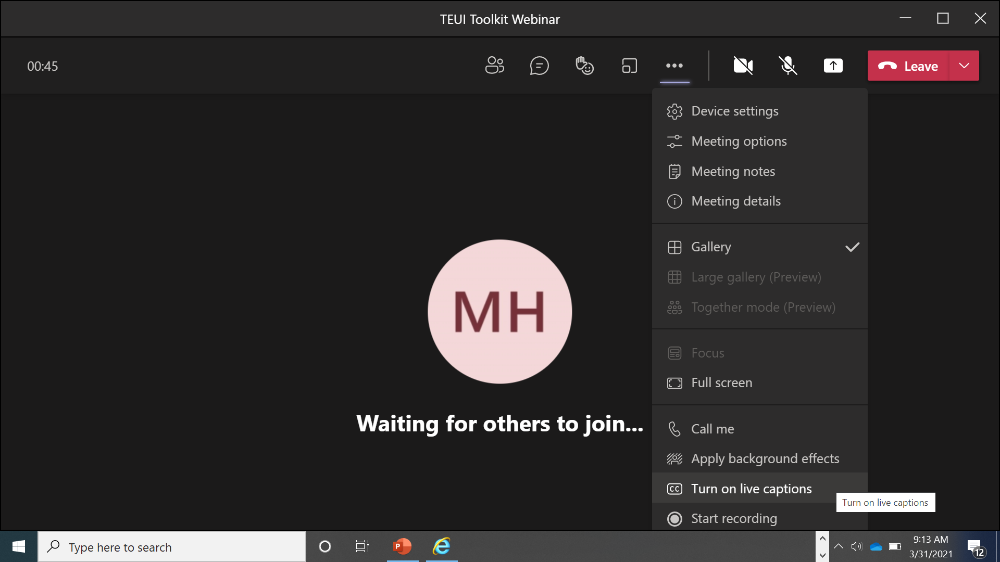 TEUI Toolkit Webinar
00:45
Leave
Device settings
Meeting options
Meeting notes
Meeting details
Gallery
Large gallery (Preview)
Together mode (Preview)
Focus
Full screen
MH
Waiting for others to join...
Call me
Apply background effects
CC Turn on live captions
Turn on live captions
Start recording
Type here to search
P
9:13 AM
3/31/2021
12